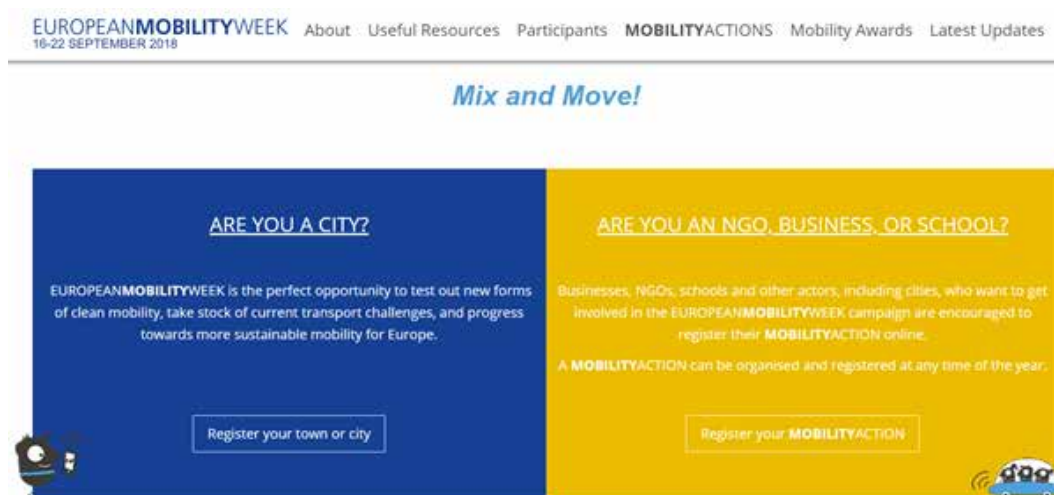 EUROPEANMOBILITYWEEK About Useful Resources Participants MOBILITYACTIONS Mobility Awards Latest Updates
16-22 SEPTEMBER 2018
Mix and Move!
ARE YOU A CITY?
EUROPEANMOBILITYWEEK is the perfect opportunity to test out new forms
of clean mobility, take stock of current transport challenges, and progress
towards more sustainable mobility for Europe.
Register your town or city
ARE YOU AN NGO, BUSINESS, OR SCHOOL?
Businesses, NGOs, schools and other actors, including cities, who want to get
involved in the EUROPEANMOBILITYWEEK campaign are encouraged to
register their MOBILITYACTION online.
A MOBILITYACTION can be organised and registered at any time of the year.
Register your MOBILITYACTION